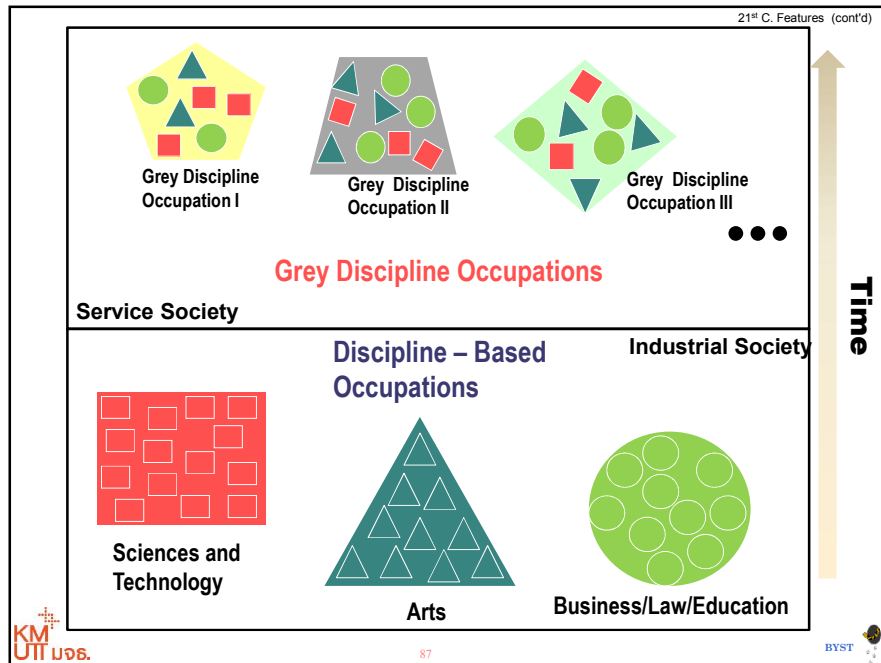 21st C. Features (cont'd)
Grey Discipline
Occupation I
Grey Discipline
Occupation II
Grey Discipline
Occupation III
Grey Discipline Occupations
Service Society
Time
Discipline – Based
Occupations
Industrial Society
Sciences and
Technology
Arts
Business/Law/Education
KM
UTT มจธ.
87
BYST